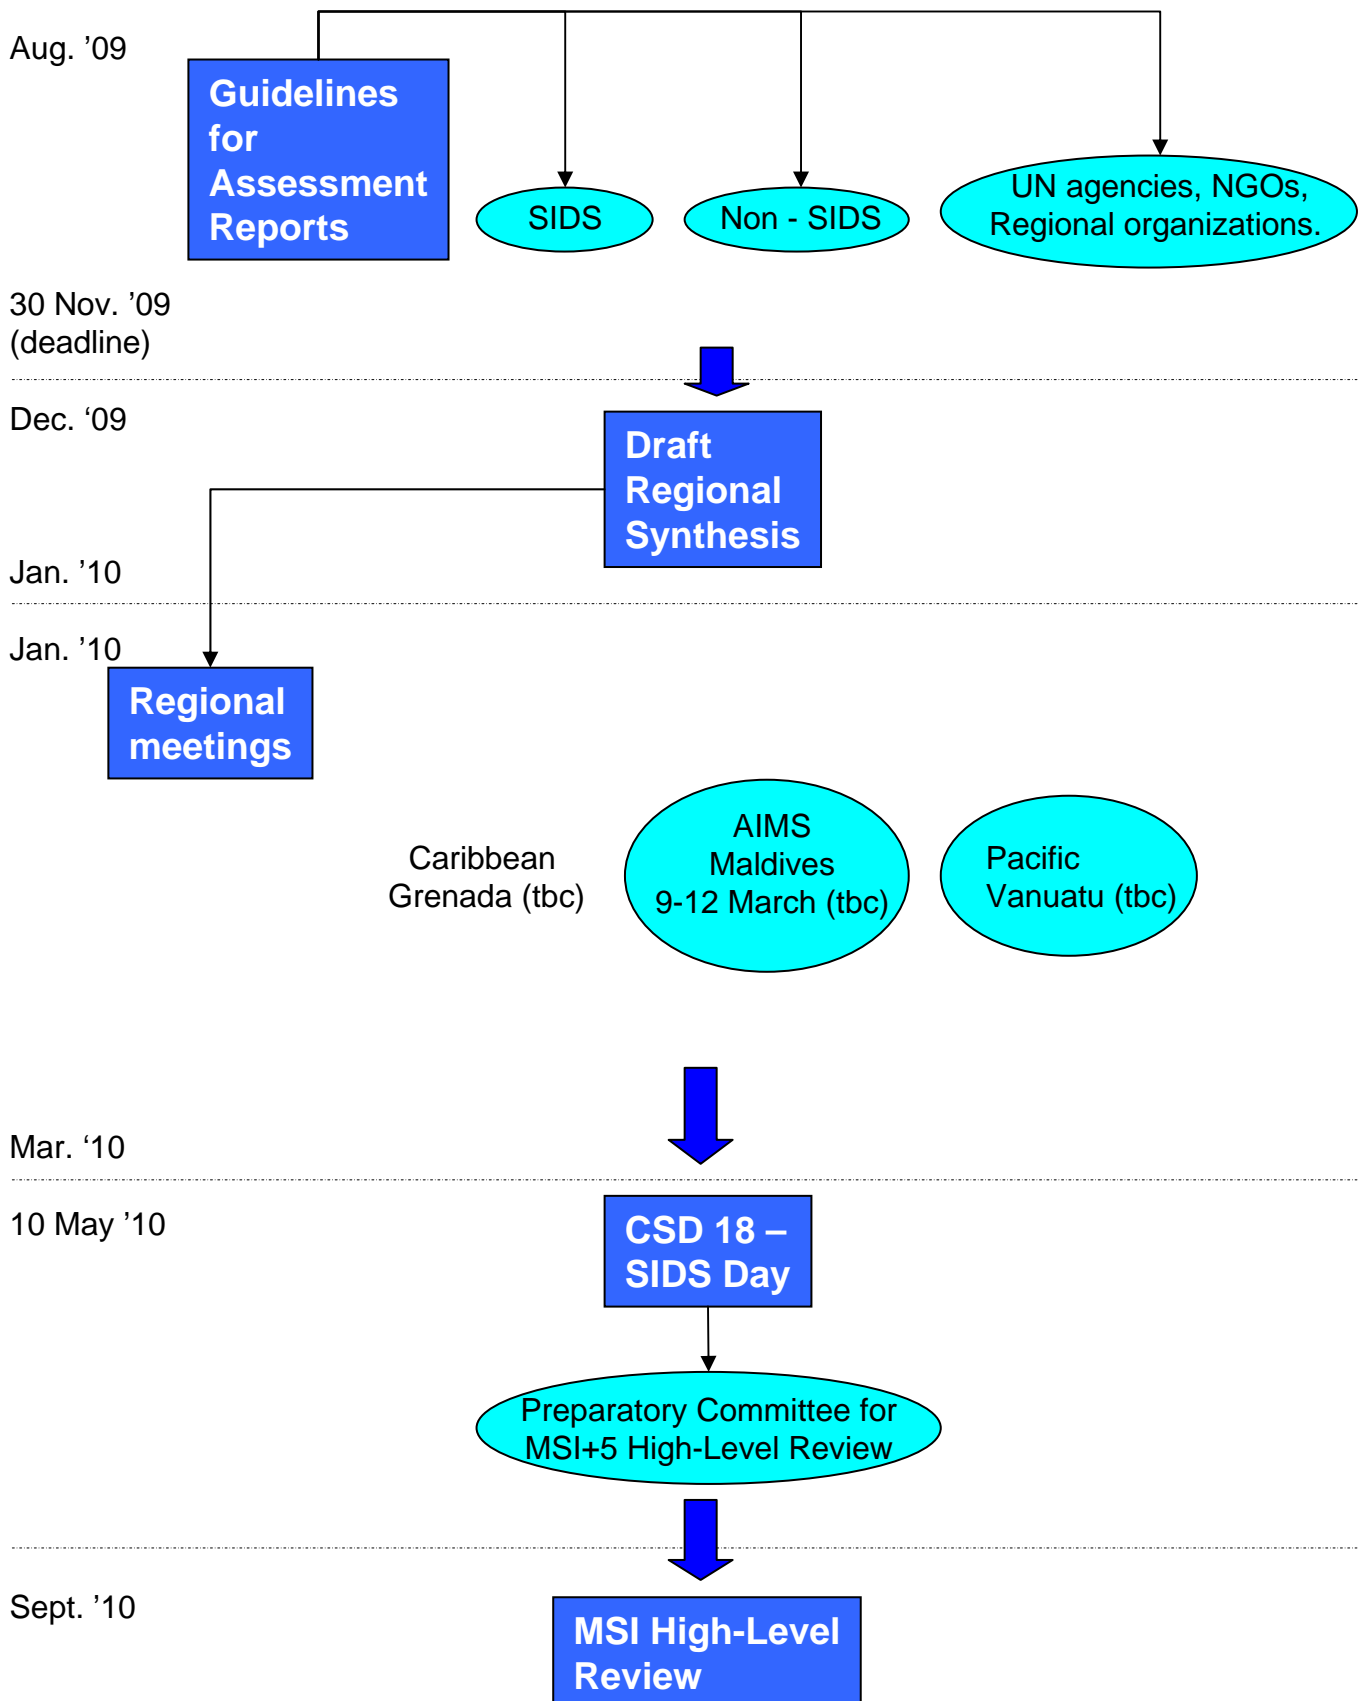 Aug. ’09
Guidelines
for
Assessment
Reports
SIDS
Non - SIDS
UN agencies, NGOs,
Regional organizations.
30 Nov. ’09
(deadline)
Dec. ‘09
Draft
Regional
Synthesis
Jan. ’10
Jan. ’10
Regional
meetings
Caribbean
Grenada (tbc)
AIMS
Maldives
9-12 March (tbc)
Pacific
Vanuatu (tbc)
Mar. ‘10
10 May ’10
CSD 18 –
SIDS Day
Preparatory Committee for
MSI+5 High-Level Review
Sept. ’10
MSI High-Level
Review